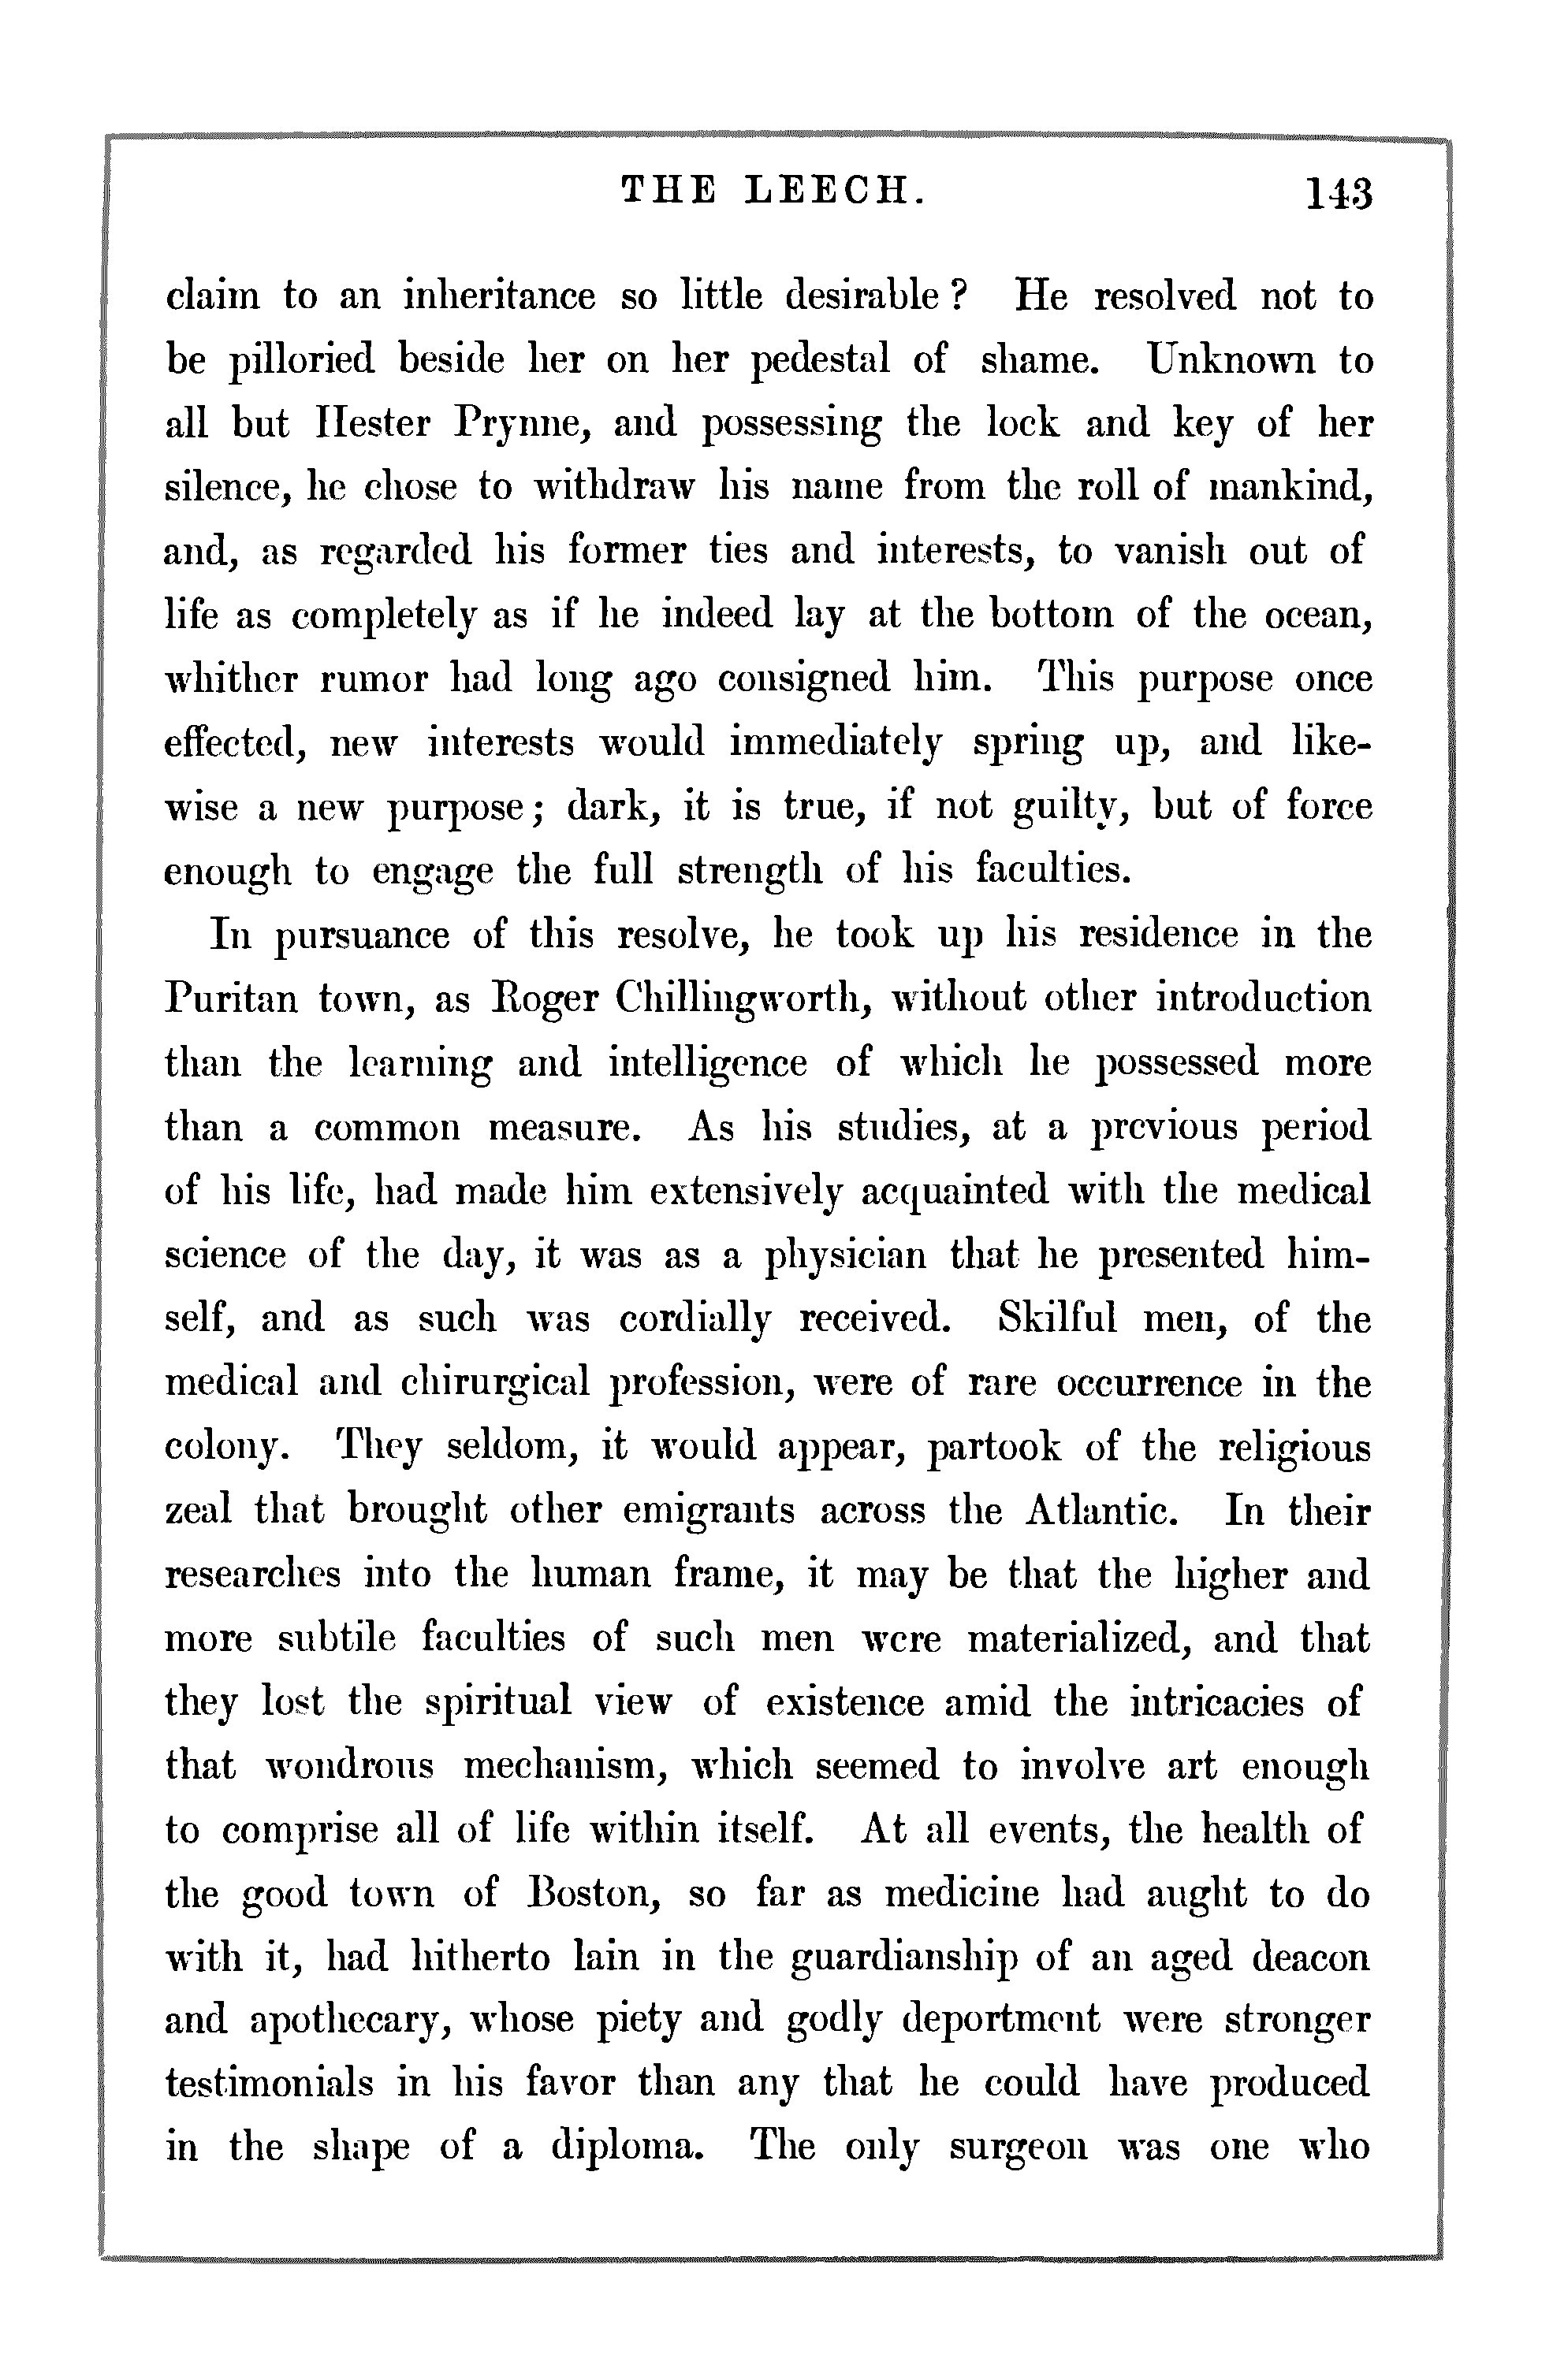 THE LEECH. 143
claim to an inheritance so little desirable? He resolved not to
be pilloried beside her on her pedestal of shame. Unknown to
all but Hester Prynne, and possessing the lock and key of her
silence, he chose to withdraw his name from the roll of mankind,
and, as regarded his former ties and interests, to vanish out of
life as completely as if he indeed lay at the bottom of the ocean,
whither rumor had long ago consigned him. This purpose once
effected, new interests would immediately spring up, and like-
wise a new purpose; dark, it is true, if not guilty, but of force
enough to engage the full strength of his faculties.
In pursuance of this resolve, he took up his residence in the
Puritan town, as Roger Chillingworth, without other introduction
than the learning and intelligence of which he possessed more
than a common measure. As his studies, at a previous period
of his life, had made him extensively acquainted with the medical
science of the day, it was as a physician that he presented him-
self, and as such was cordially received. Skilful men, of the
medical and chirurgical profession, were of rare occurrence in the
colony. They seldom, it would appear, partook of the religious
zeal that brought other emigrants across the Atlantic. In their
researches into the human frame, it may be that the higher and
more subtile faculties of such men were materialized, and that
they lost the spiritual view of existence amid the intricacies of
that wondrous mechanism, which seemed to involve art enough
to comprise all of life within itself. At all events, the health of
the good town of Boston, so far as medicine had aught to do
with it, had hitherto lain in the guardianship of an aged deacon
and apothecary, whose piety and godly deportment were stronger
testimonials in his favor than any that he could have produced
in the shape of a diploma. The only surgeon was one who